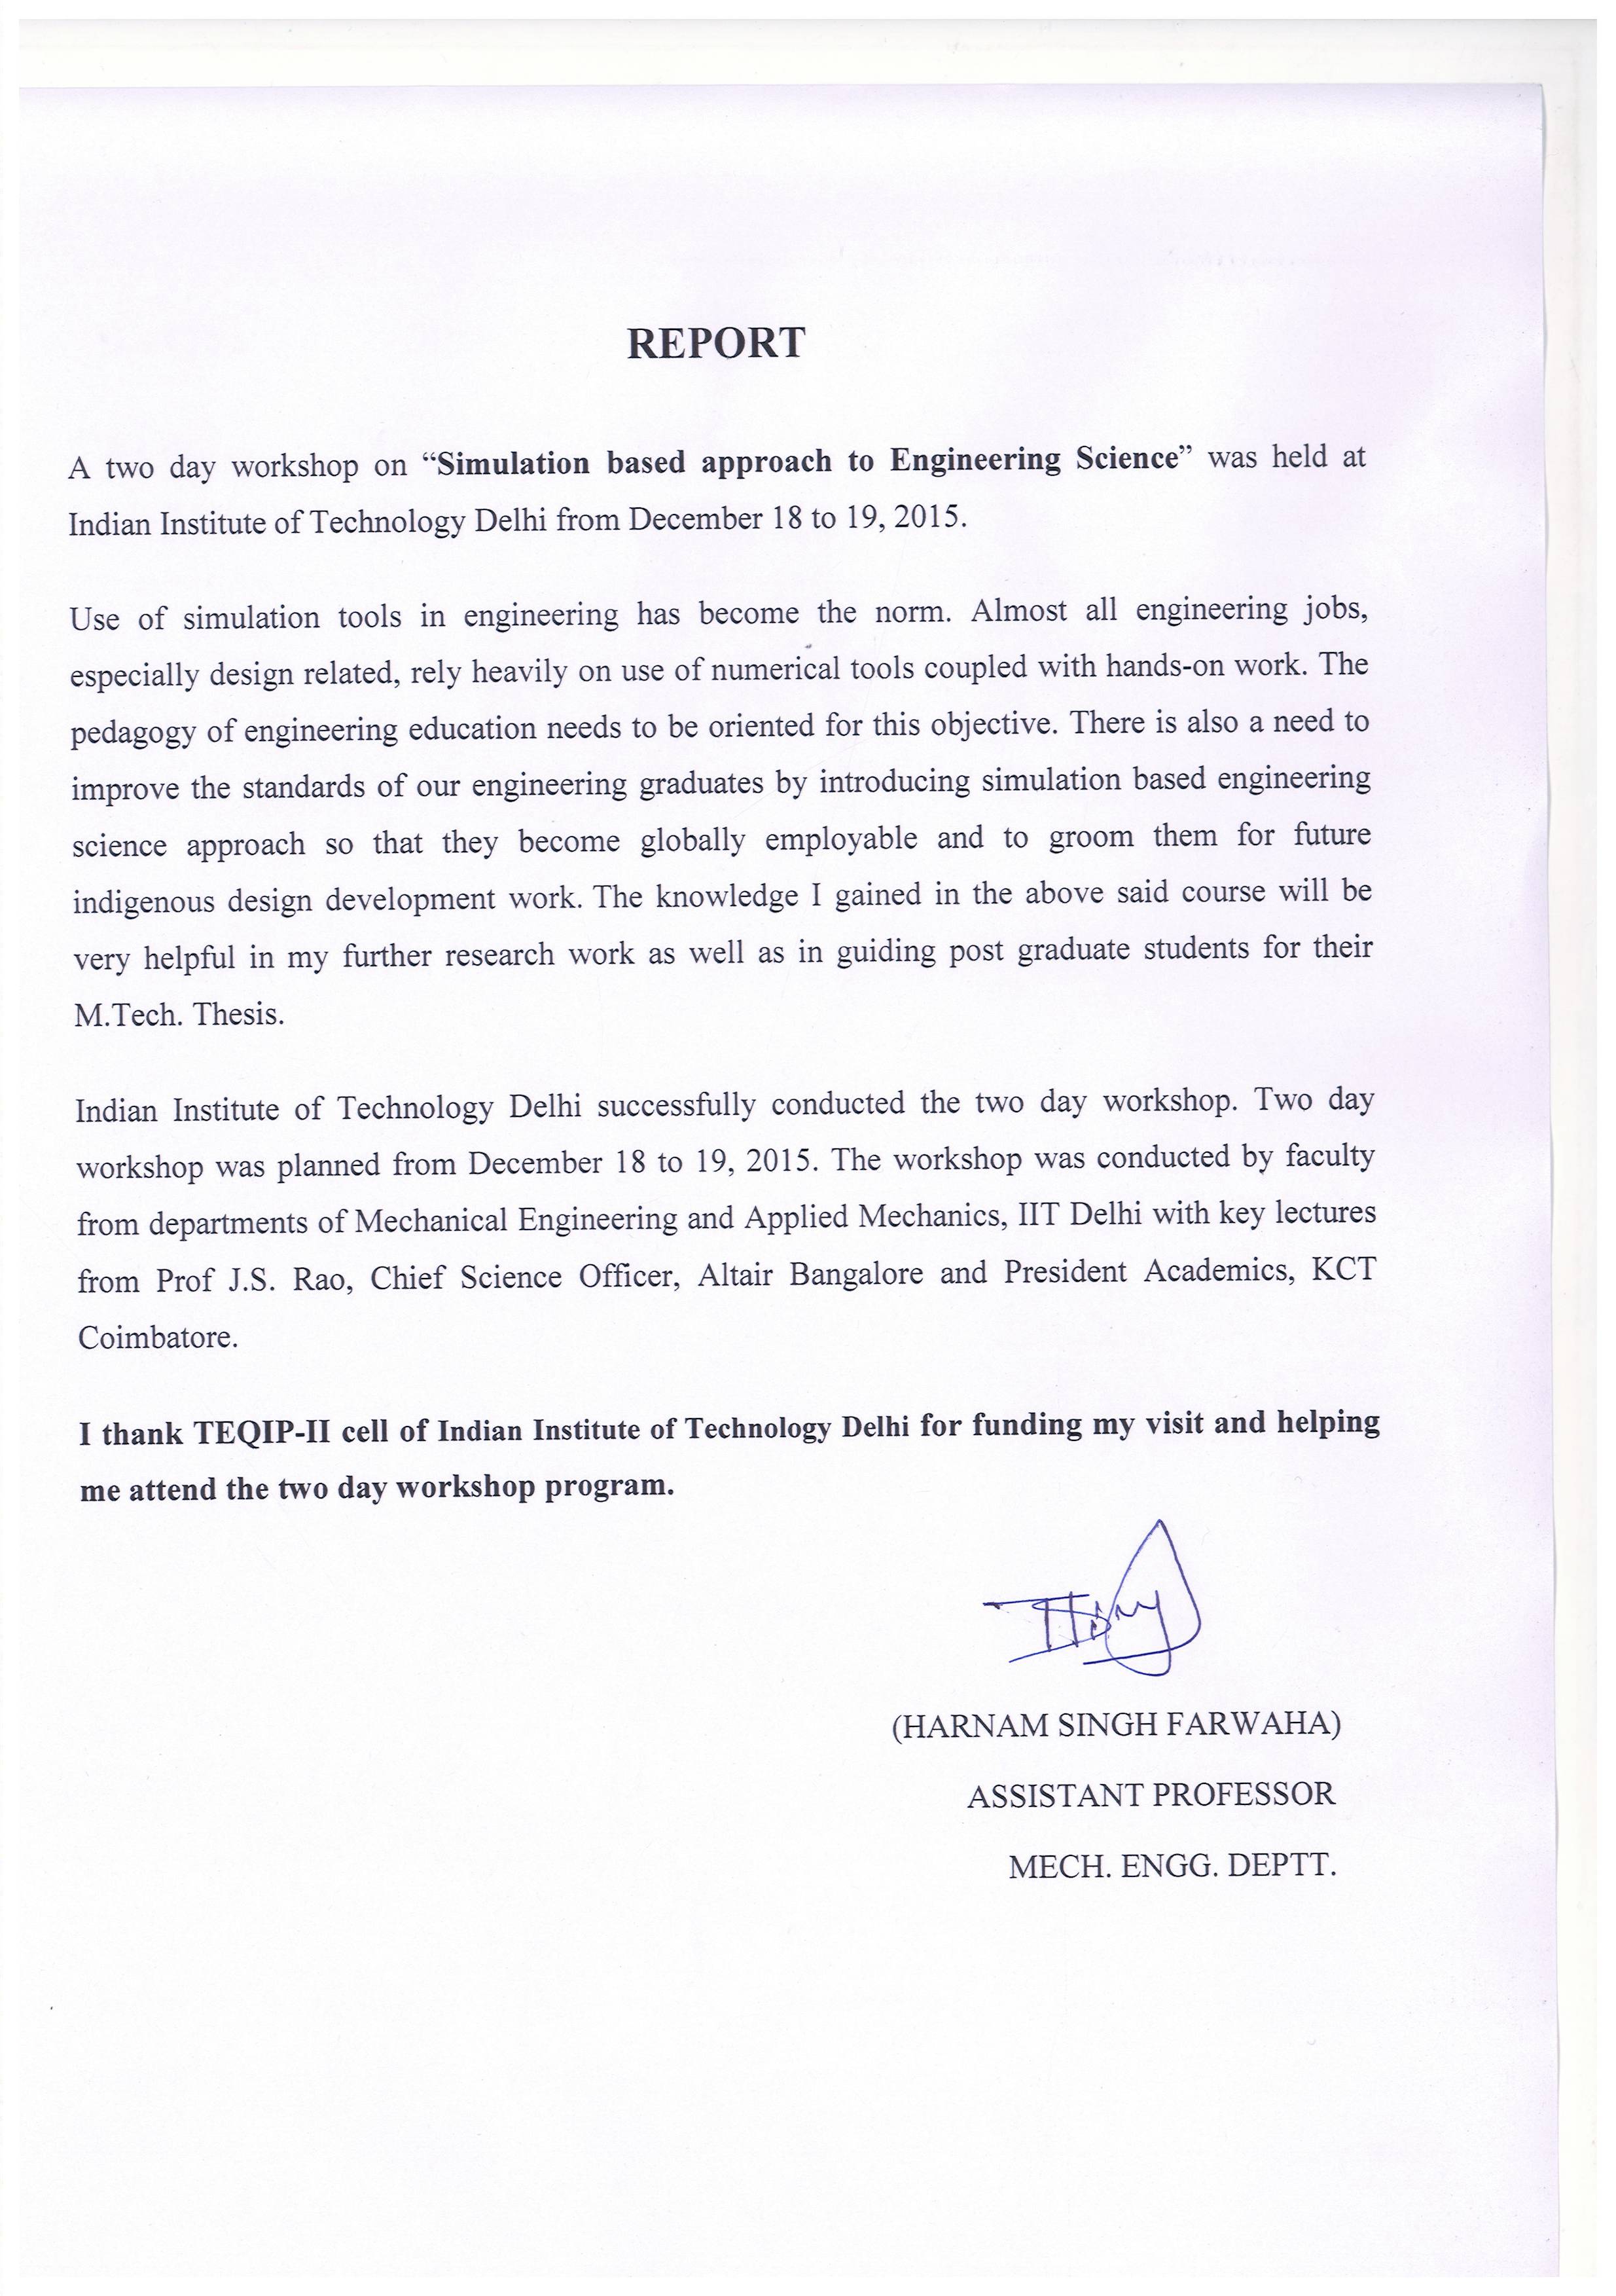 REPORT
A two day workshop on “Simulation based approach to Engineering Science” was held at
Indian Institute of Technology Delhi from December 18 to 19, 2015.
Use of simulation tools in engineering has become the norm. Almost all engineering jobs,
especially design related, rely heavily on use of numerical tools coupled with hands-on work. The
pedagogy of engineering education needs to be oriented for this objective. There is also a need to
improve the standards of our engineering graduates by introducing simulation based engineering
science approach so that they become globally employable and to groom them for future
indigenous design development work. The knowledge I gained in the above said course will be
very helpful in my further research work as well as in guiding post graduate students for their
M.Tech. Thesis.
Indian Institute of Technology Delhi successfully conducted the two day workshop. Two day
workshop was planned from December 18 to 19, 2015. The workshop was conducted by faculty
from departments of Mechanical Engineering and Applied Mechanics, IIT Delhi with key lectures
from Prof J.S. Rao, Chief Science Officer, Altair Bangalore and President Academics, KCT
Coimbatore.
I thank TEQIP-II cell of Indian Institute of Technology Delhi for funding my visit and helping
me attend the two day workshop program.
(HARNAM SINGH FARWAHA)
ASSISTANT PROFESSOR
MECH. ENGG. DEPTT.